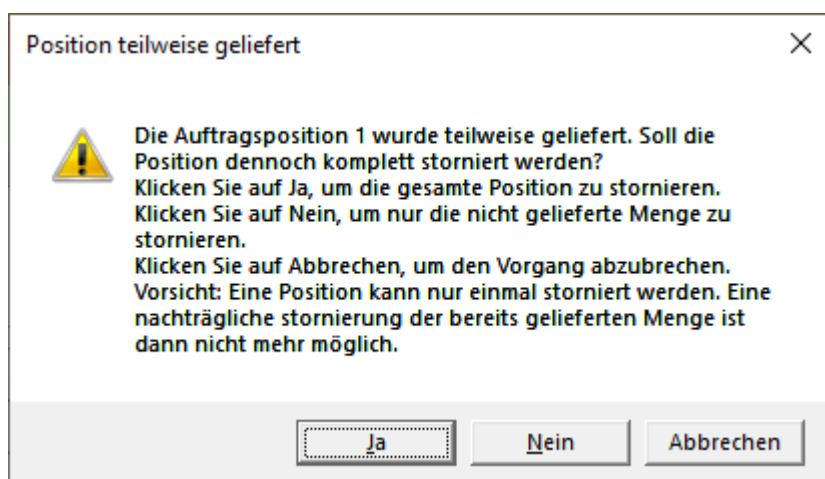 Position teilweise geliefert
Die Auftragsposition 1 wurde teilweise geliefert. Soll die
Position dennoch komplett storniert werden?
Klicken Sie auf Ja, um die gesamte Position zu stornieren.
Klicken Sie auf Nein, um nur die nicht gelieferte Menge zu
stornieren.
Klicken Sie auf Abbrechen, um den Vorgang abzubrechen.
Vorsicht: Eine Position kann nur einmal storniert werden. Eine
nachträgliche stornierung der bereits gelieferten Menge ist
dann nicht mehr möglich.
Ja
Nein
Abbrechen